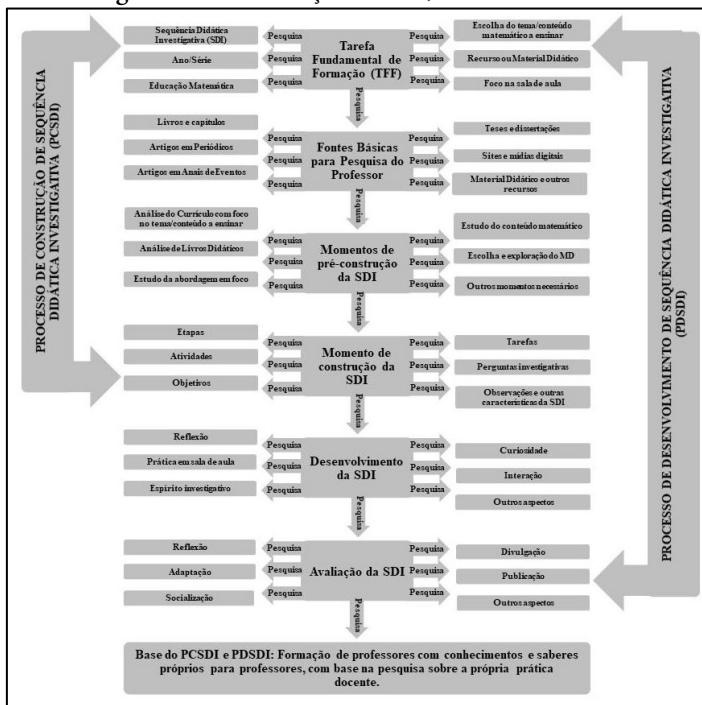 PROCESSO DE CONSTRUÇÃO DE SEQUÊNCIA
DIDÁTICA INVESTIGATIVA (PCSDI)
Sequência Didática
Investigativa (SDI)
Pesquisa
Ano/Série
Pesquisa
Educação Matemática
Pesquisa
Tarefa
Fundamental de
Formação (TFF)
Pesquisa
Escolha do tema/conteúdo
matemático a ensinar
Pesquisa
Recurso ou Material Didático
Pesquisa
Foco na sala de aula
Pesquisa
Livros e capítulos
Pesquisa
Artigos em Periódicos
Pesquisa
Artigos em Anais de Eventos
Pesquisa
Fontes Básicas
para Pesquisa do
Professor
Pesquisa
Teses e dissertações
Pesquisa
Sites e mídias digitais
Pesquisa
Material Didático e outros
recursos
Pesquisa
Análise do Currículo com foco
no tema/conteúdo a ensinar
Pesquisa
Análise de Livros Didáticos
Pesquisa
Estudo da abordagem em foco
Pesquisa
Momentos de
pré-construção
da SDI
Pesquisa
Estudo do conteúdo matemático
Pesquisa
Escolha e exploração do MD
Pesquisa
Outros momentos necessários
Pesquisa
Etapas
Pesquisa
Atividades
Pesquisa
Objetivos
Pesquisa
Momento de
construção da
SDI
Pesquisa
Tarefas
Pesquisa
Perguntas investigativas
Pesquisa
Observações e outras
características da SDI
Pesquisa
Reflexão
Pesquisa
Prática em sala de aula
Pesquisa
Espírito investigativo
Pesquisa
Desenvolvimento
da SDI
Pesquisa
Curiosidade
Pesquisa
Interação
Pesquisa
Outros aspectos
Pesquisa
Reflexão
Pesquisa
Adaptação
Pesquisa
Socialização
Pesquisa
Avaliação da SDI
Pesquisa
Divulgação
Pesquisa
Publicação
Pesquisa
Outros aspectos
Pesquisa
PROCESSO DE DESENVOLVIMENTO DE SEQUÊNCIA DIDÁTICA INVESTIGATIVA
(PDSDI)
Base do PCSDI e PDSDI: Formação de professores com conhecimentos e saberes
próprios para professores, com base na pesquisa sobre a própria prática
docente.